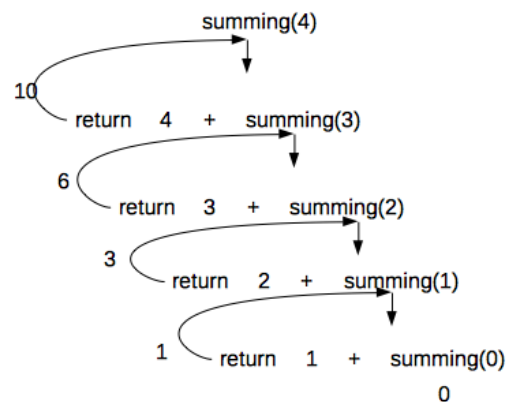 summing(4)
10
return 4 + summing(3)
6
return 3 + summing(2)
3
return 2 + summing(1)
1
return 1 + summing(0)
0